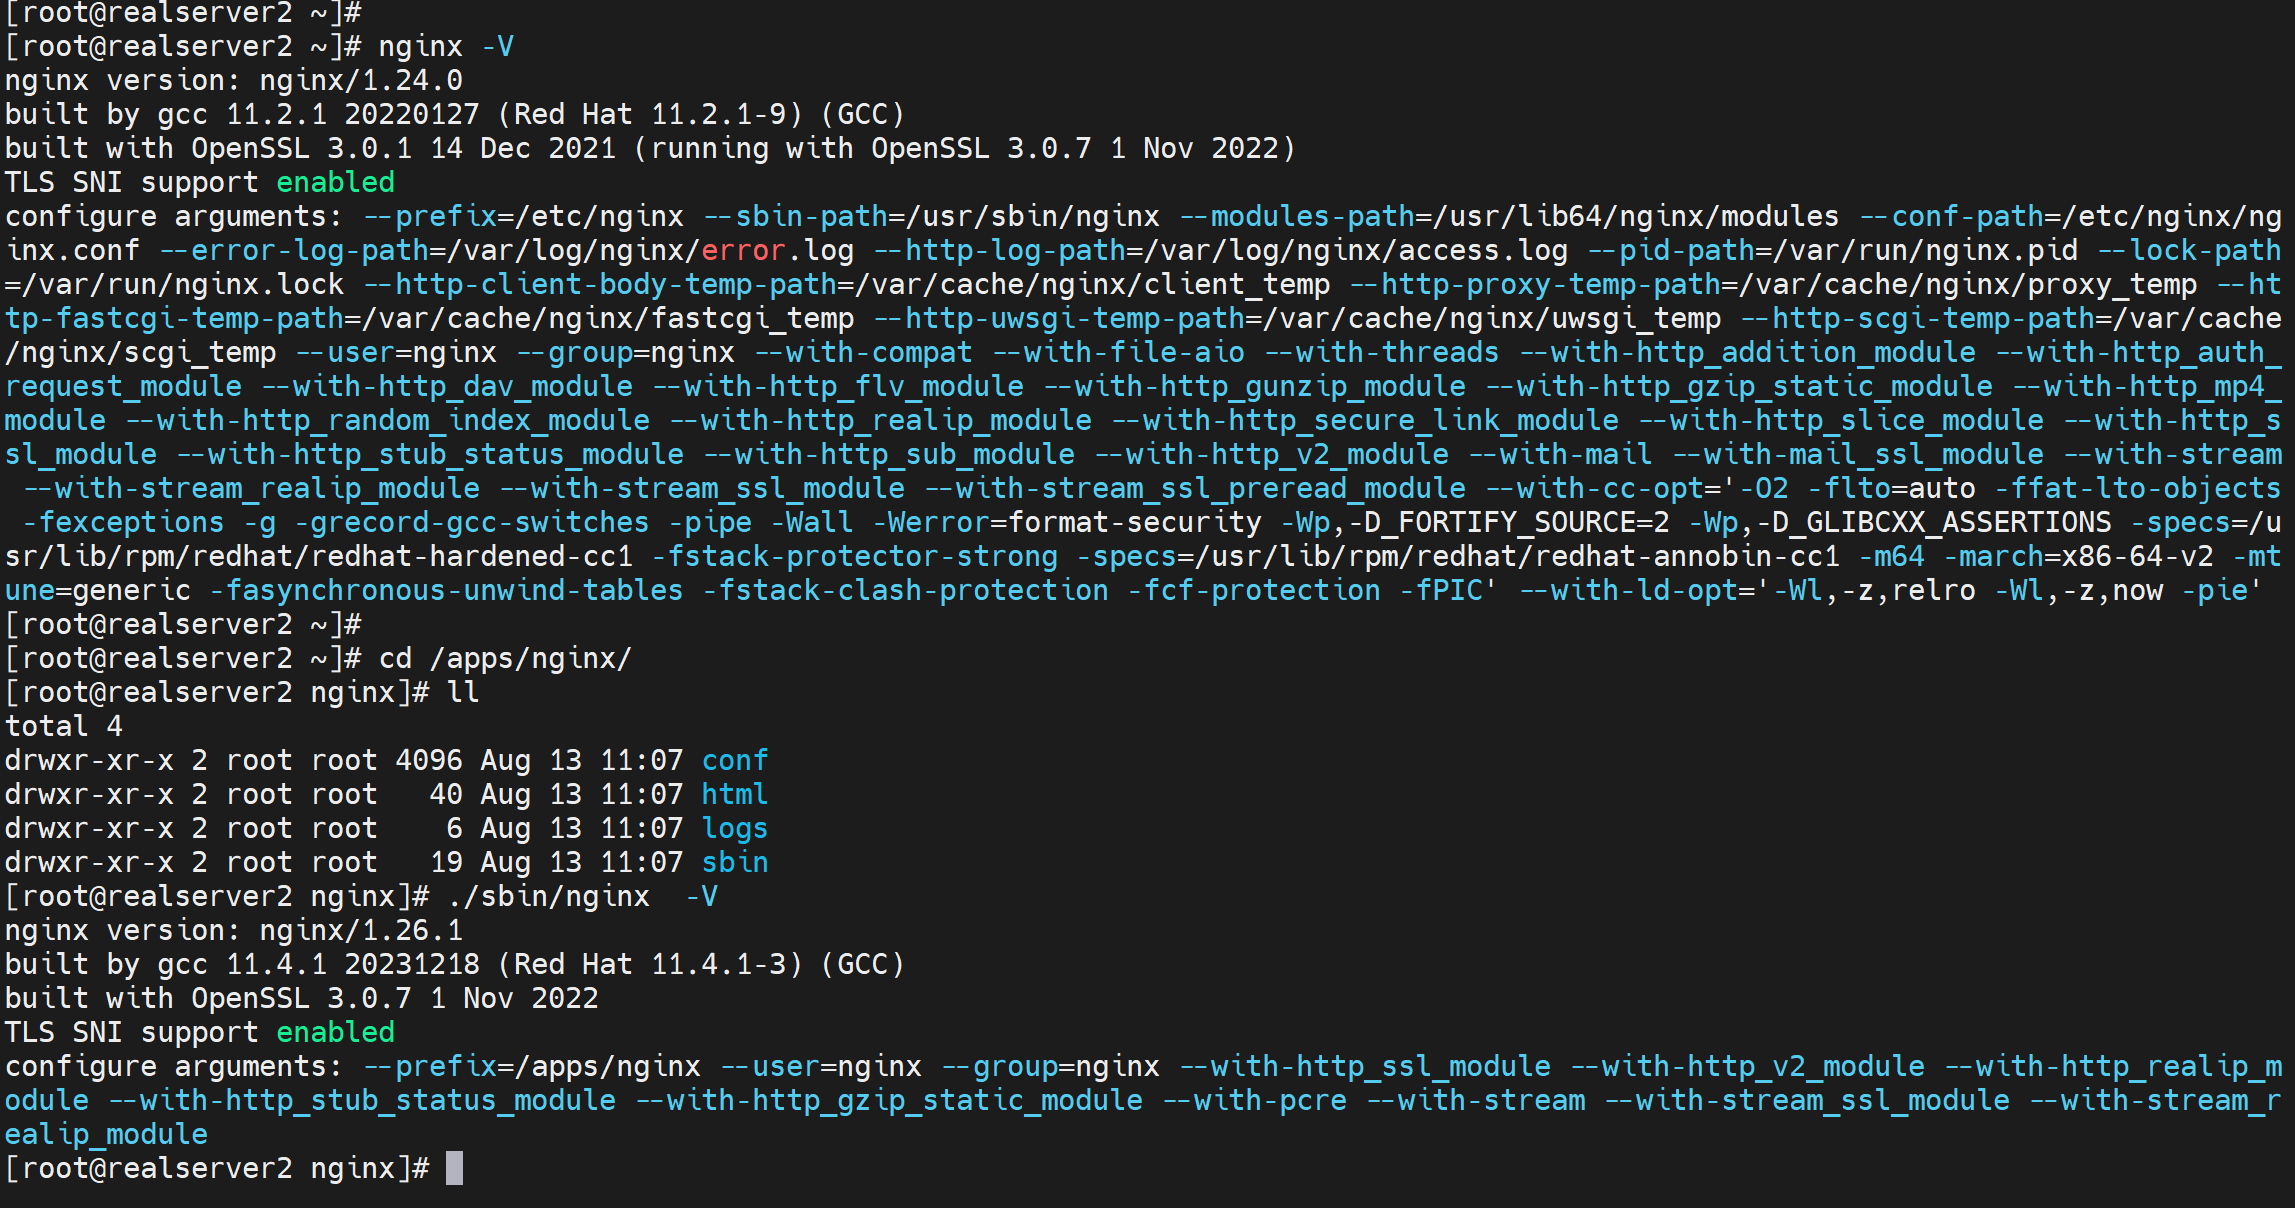 [root@realserver2 ~]#
[root@realserver2 ~]# nginx -V
nginx version: nginx/1.24.0
built by gcc 11.2.1 20220127 (Red Hat 11.2.1-9) (GCC)
built with OpenSSL 3.0.1 14 Dec 2021 (running with OpenSSL 3.0.7 1 Nov 2022)
TLS SNI support enabled
configure arguments: --prefix=/etc/nginx --sbin-path=/usr/sbin/nginx --modules-path=/usr/lib64/nginx/modules --conf-path=/etc/nginx/ng
inx.conf --error-log-path=/var/log/nginx/error.log --http-log-path=/var/log/nginx/access.log --pid-path=/var/run/nginx.pid --lock-path
=/var/run/nginx.lock --http-client-body-temp-path=/var/cache/nginx/client_temp --http-proxy-temp-path=/var/cache/nginx/proxy_temp --ht
tp-fastcgi-temp-path=/var/cache/nginx/fastcgi_temp --http-uwsgi-temp-path=/var/cache/nginx/uwsgi_temp --http-scgi-temp-path=/var/cache
/nginx/scgi_temp --user=nginx --group=nginx --with-compat --with-file-aio --with-threads --with-http_addition_module --with-http_auth_
request_module --with-http_dav_module --with-http_flv_module --with-http_gunzip_module --with-http_gzip_static_module --with-http_mp4_
module --with-http_random_index_module --with-http_realip_module --with-http_secure_link_module --with-http_slice_module --with-http_s
sl_module --with-http_stub_status_module --with-http_sub_module --with-http_v2_module --with-mail --with-mail_ssl_module --with-stream
 --with-stream_realip_module --with-stream_ssl_module --with-stream_ssl_preread_module --with-cc-opt='-O2 -flto=auto -ffat-lto-objects
 -fexceptions -g -grecord-gcc-switches -pipe -Wall -Werror=format-security -Wp,-D_FORTIFY_SOURCE=2 -Wp,-D_GLIBCXX_ASSERTIONS -specs=/u
sr/lib/rpm/redhat/redhat-hardened-cc1 -fstack-protector-strong -specs=/usr/lib/rpm/redhat/redhat-annobin-cc1 -m64 -march=x86-64-v2 -mt
une=generic -fasynchronous-unwind-tables -fstack-clash-protection -fcf-protection -fPIC' --with-ld-opt='-Wl,-z,relro -Wl,-z,now -pie'
[root@realserver2 ~]#
[root@realserver2 ~]# cd /apps/nginx/
[root@realserver2 nginx]# ll
total 4
drwxr-xr-x 2 root root 4096 Aug 13 11:07 conf
drwxr-xr-x 2 root root   40 Aug 13 11:07 html
drwxr-xr-x 2 root root    6 Aug 13 11:07 logs
drwxr-xr-x 2 root root   19 Aug 13 11:07 sbin
[root@realserver2 nginx]# ./sbin/nginx  -V
nginx version: nginx/1.26.1
built by gcc 11.4.1 20231218 (Red Hat 11.4.1-3) (GCC)
built with OpenSSL 3.0.7 1 Nov 2022
TLS SNI support enabled
configure arguments: --prefix=/apps/nginx --user=nginx --group=nginx --with-http_ssl_module --with-http_v2_module --with-http_realip_m
odule --with-http_stub_status_module --with-http_gzip_static_module --with-pcre --with-stream --with-stream_ssl_module --with-stream_r
ealip_module
[root@realserver2 nginx]#